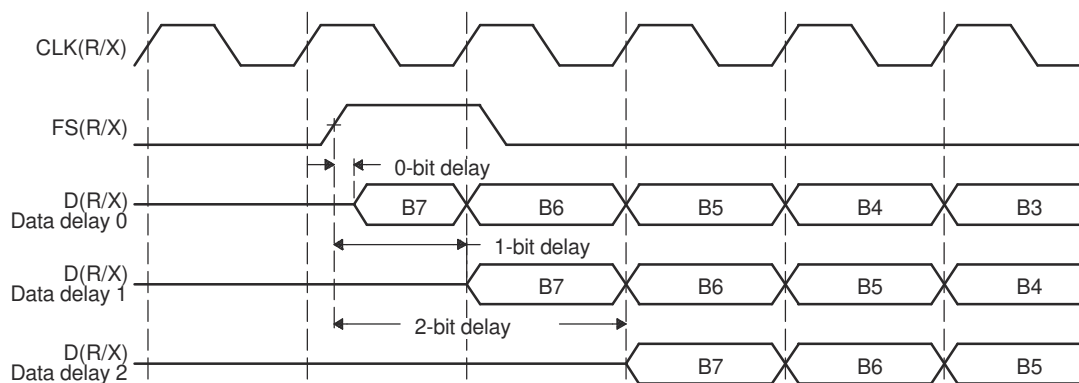 CLK(R/X)
FS(R/X)
0-bit delay
D(R/X)
Data delay 0
B7 B6 B5 B4 B3
1-bit delay
D(R/X)
Data delay 1
B7 B6 B5 B4
2-bit delay
D(R/X)
Data delay 2
B7 B6 B5